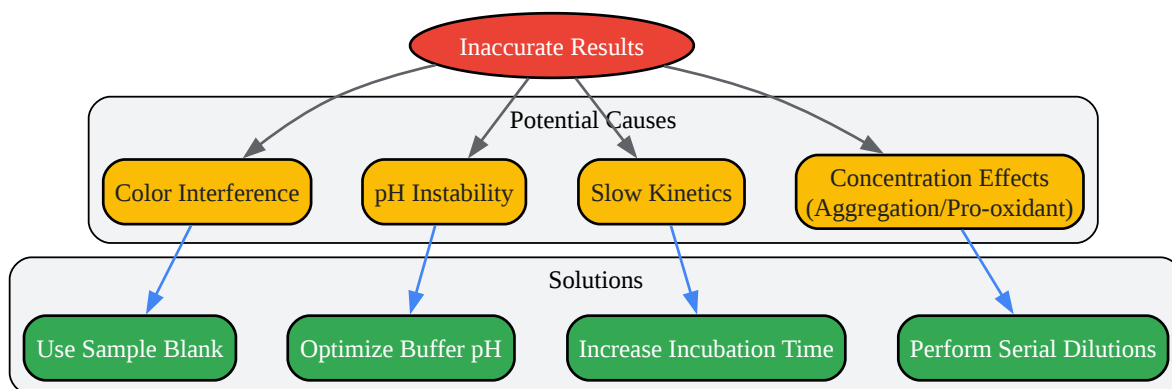 Inaccurate Results
Potential Causes
Color Interference
pH Instability
Slow Kinetics
Concentration Effects
(Aggregation/Pro-oxidant)
Solutions
Use Sample Blank
Optimize Buffer pH
Increase Incubation Time
Perform Serial Dilutions